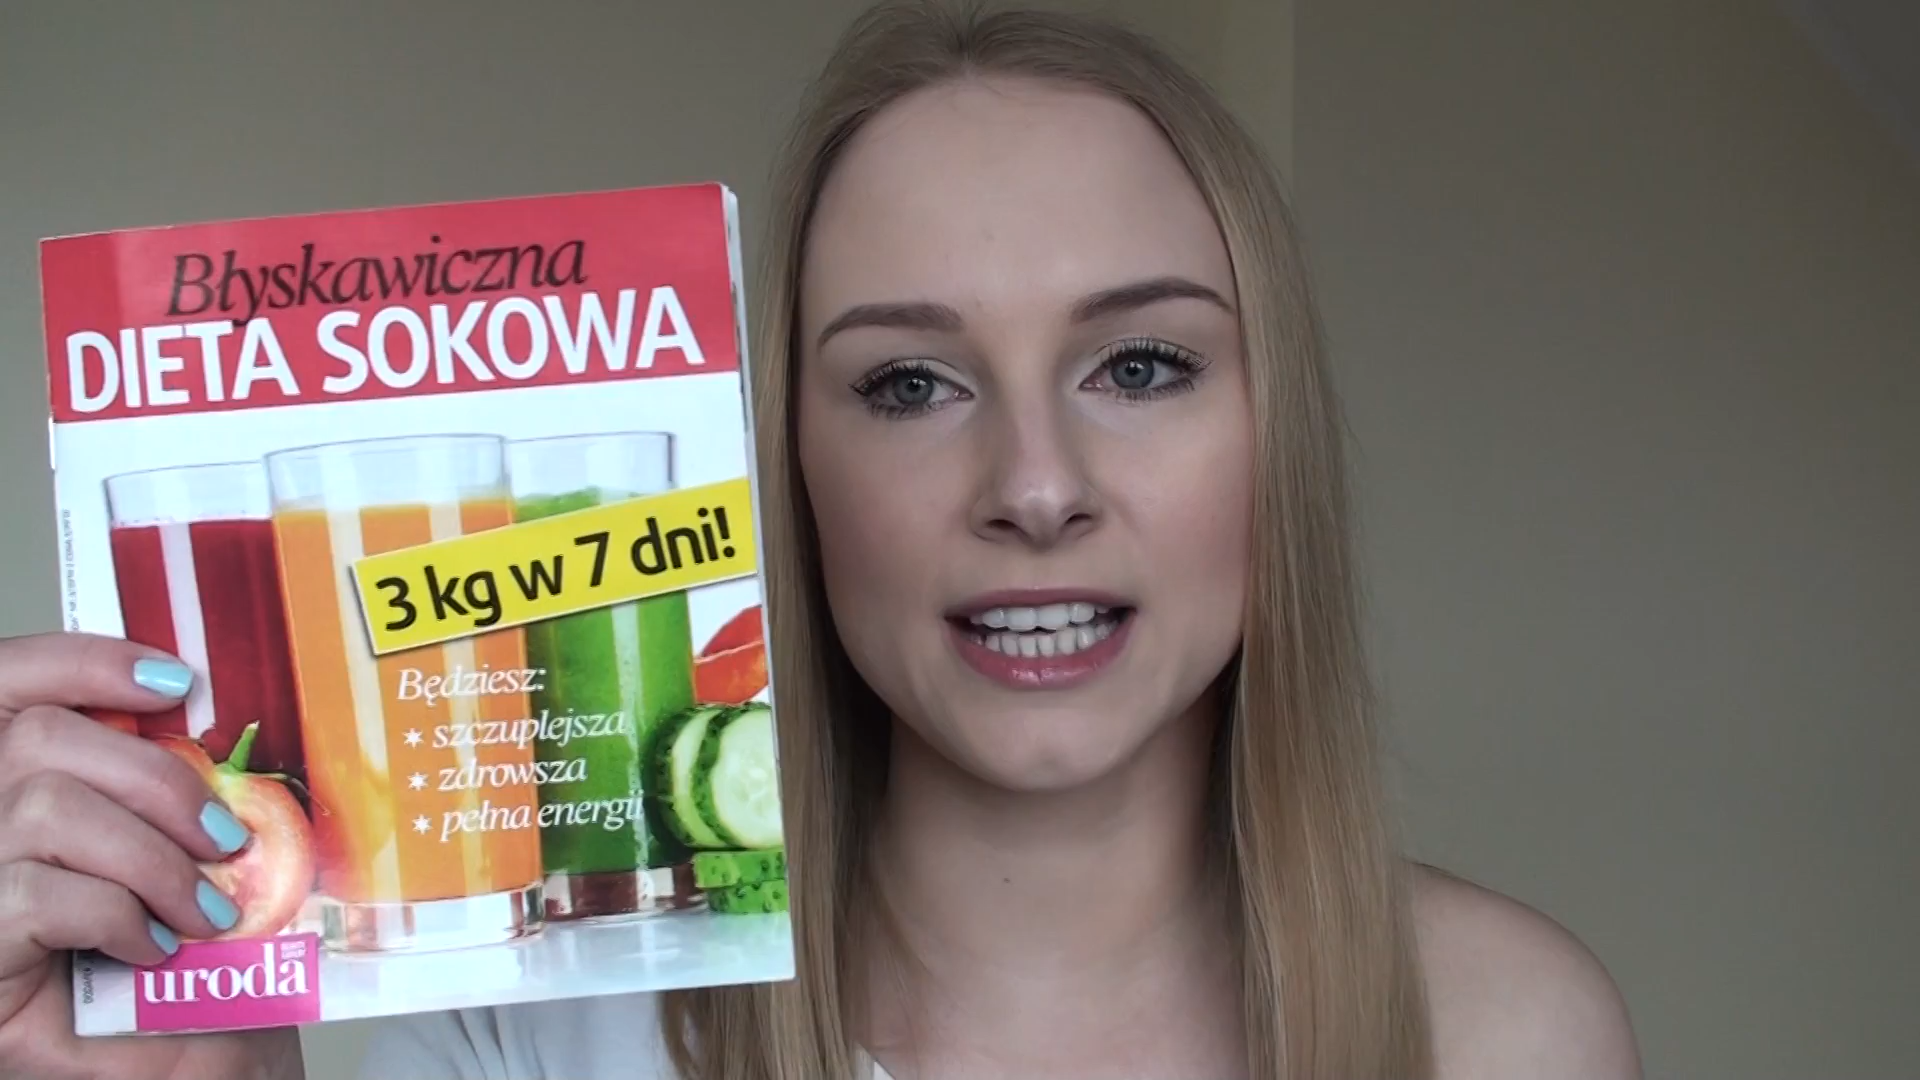 Błyskawiczna
DIETA SOKOWA
3 kg w 7 dni!
Będziesz:
* szczuplejsza
* zdrowsza
* pełna energii
uroda